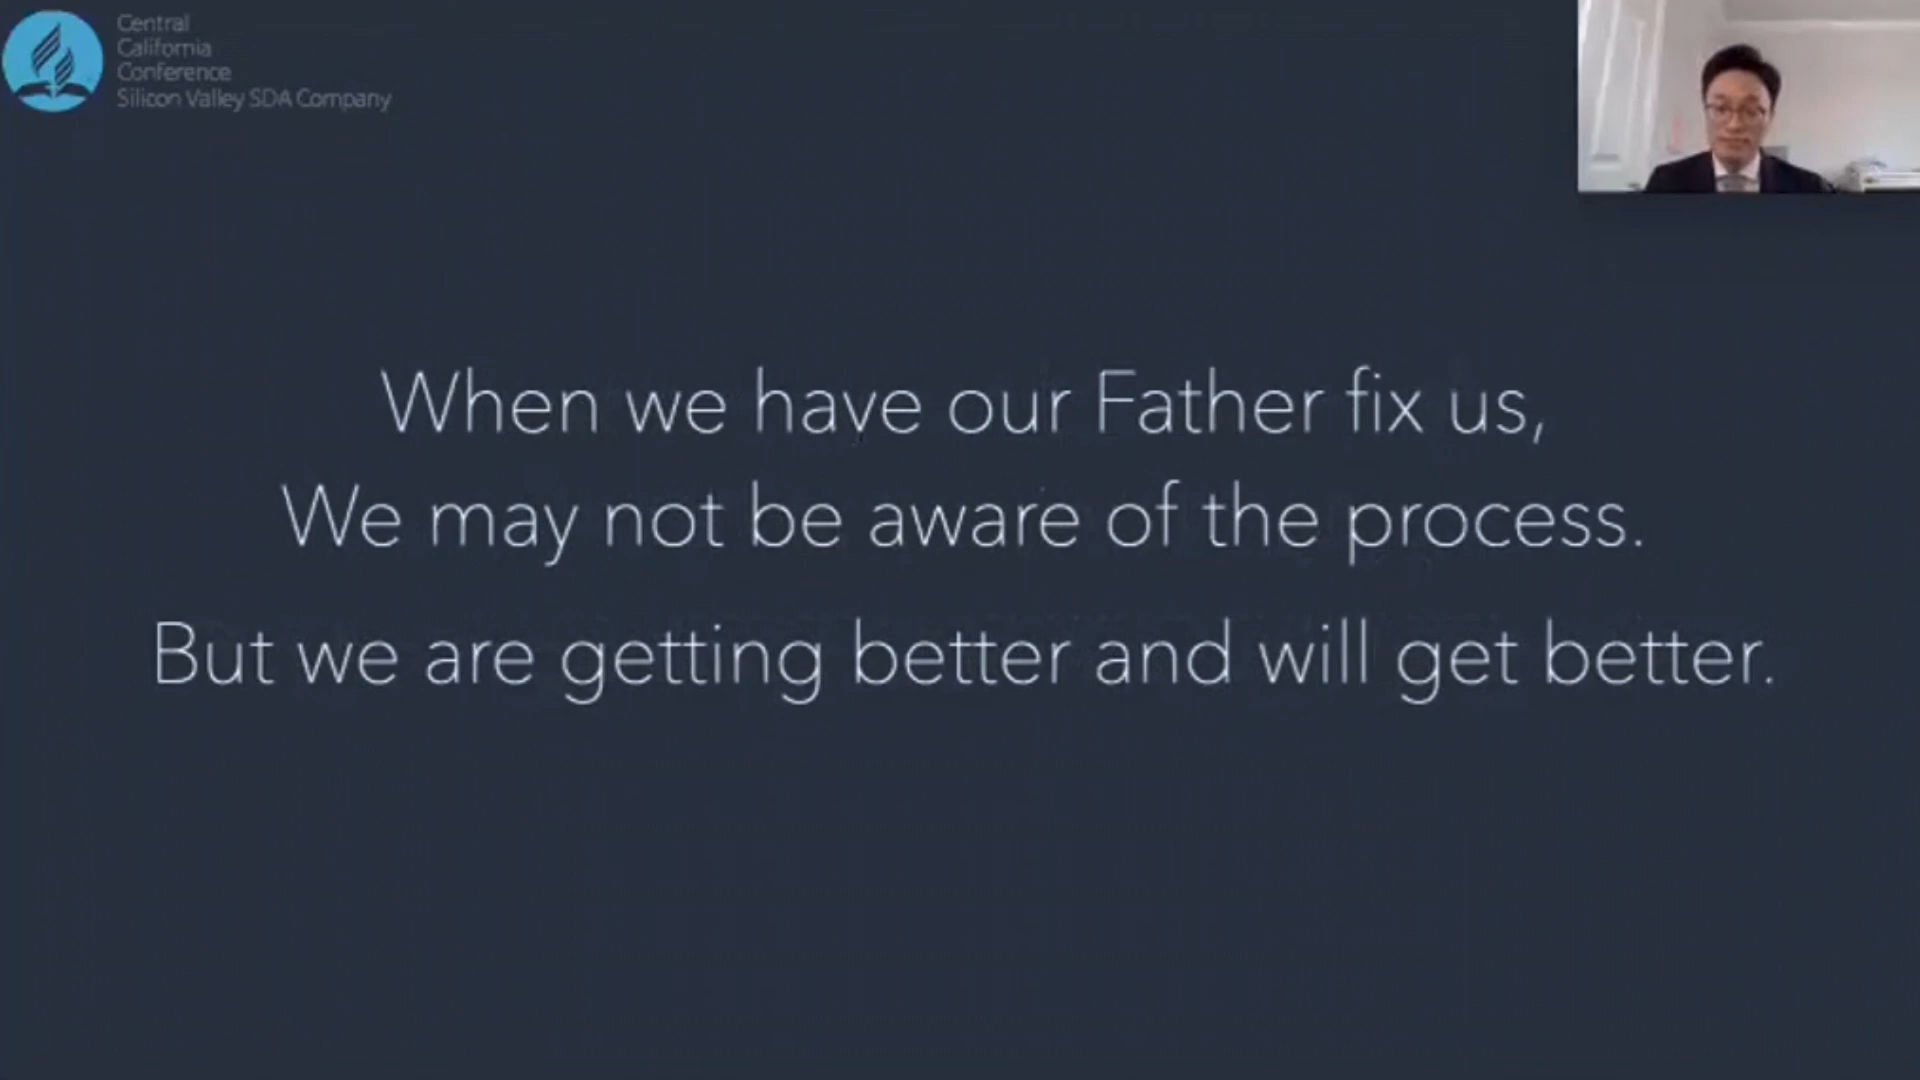 Central
California
Conference
Silicon Valley SDA Company
When we have our Father fix us,
We may not be aware of the process.
But we are getting better and will get better.